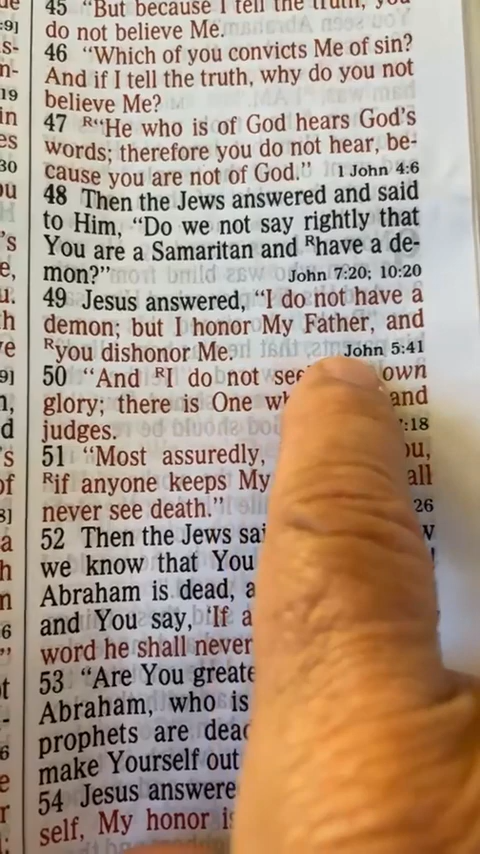 45 "But because I tell the truth, you
do not believe Me.
46 "Which of you convicts Me of sin?
And if I tell the truth, why do you not
believe Me?
47 R"He who is of God hears God's
words; therefore you do not hear, be-
cause you are not of God." 1 John 4:6
48 Then the Jews answered and said
to Him, "Do we not say rightly that
You are a Samaritan and Rhave a de-
mon?" John 7:20; 10:20
49 Jesus answered, "I do not have a
demon; but I honor My Father, and
Ryou dishonor Me. John 5:41
50 "And RI do not own
glory; there is One and
judges. :18
51 "Most assuredly,
Rif anyone keeps My
never see death." 26
52 Then the Jews
we know that You
Abraham is dead,
and You say, 'If
word he shall never
53 "Are You
Abraham, who is
prophets are
make Yourself out
54 Jesus
self, My honor